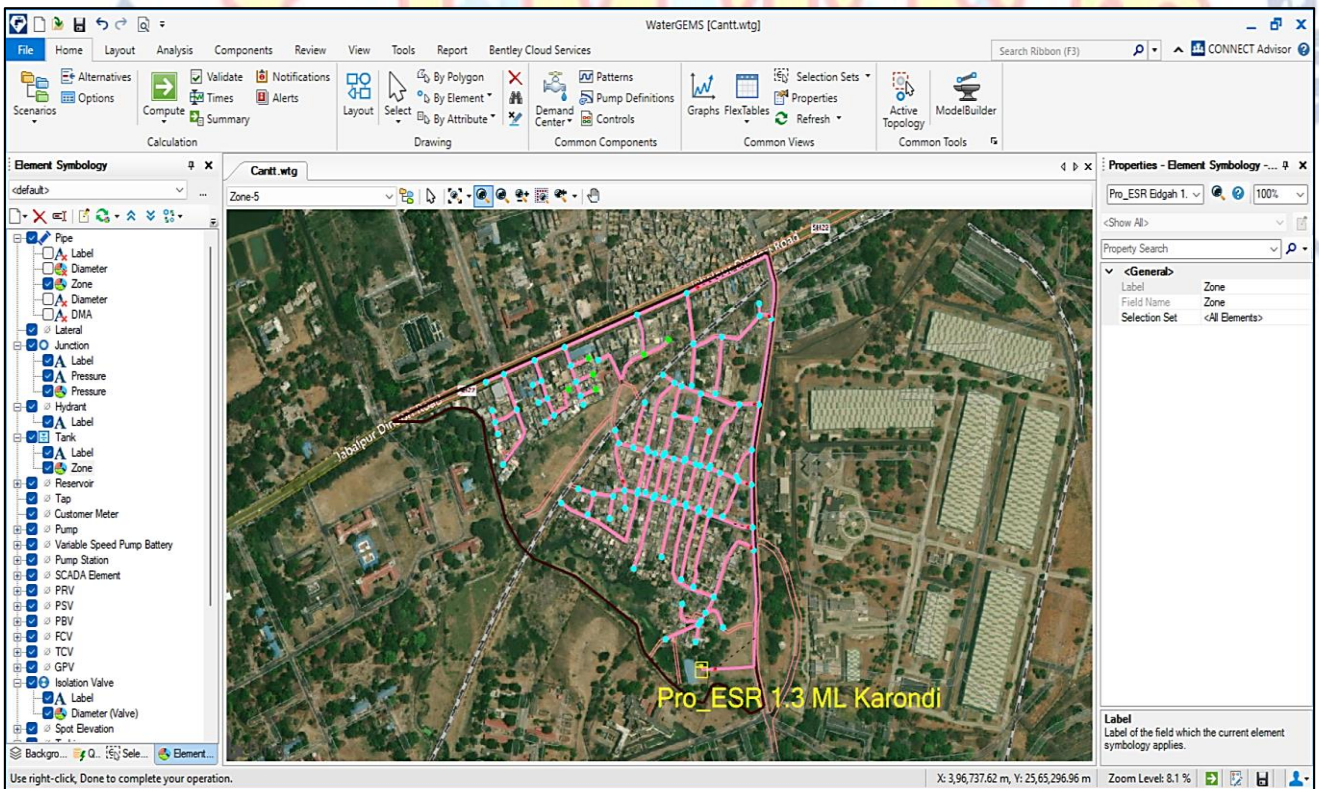 WaterGEMS [Cantt.wtg]
File Home Layout Analysis Components Review View Tools Report Bentley Cloud Services Search Ribbon (F3) CONNECT Advisor
Scenarios
Alternatives
Options
Compute
Validate
Times
Summary
Notifications
Alerts
Calculation
Layout
Select
By Polygon
By Element
By Attribute
Drawing
Demand
Center
Patterns
Pump Definitions
Controls
Common Components
Graphs
FlexTables
Selection Sets
Properties
Refresh
Common Views
Active
Topology
ModelBuilder
Common Tools
Element Symbology
<default>
...
Pipe
Label
Diameter
Zone
Diameter
DMA
Lateral
Junction
Label
Pressure
Pressure
Hydrant
Label
Tank
Label
Zone
Reservoir
Tap
Customer Meter
Pump
Variable Speed Pump Battery
Pump Station
SCADA Element
PRV
PSV
PBV
FCV
TCV
GPV
Isolation Valve
Label
Diameter (Valve)
Spot Elevation
Backgro...
Q..
Sele...
Element...
Cantt.wtg
Zone-5
SH22
Road
SH22
Jabalpur
Road
Pro_ESR 1.3 ML Karondi
Properties - Element Symbology -...
Pro_ESR Eidgah 1.
100%
<Show All>
Property Search
<General>
Label Zone
Field Name Zone
Selection Set <All Elements>
Label
Label of the field which the current element
symbology applies.
Use right-click, Done to complete your operation.
X: 3,96,737.62 m, Y: 25,65,296.96 m
Zoom Level: 8.1 %